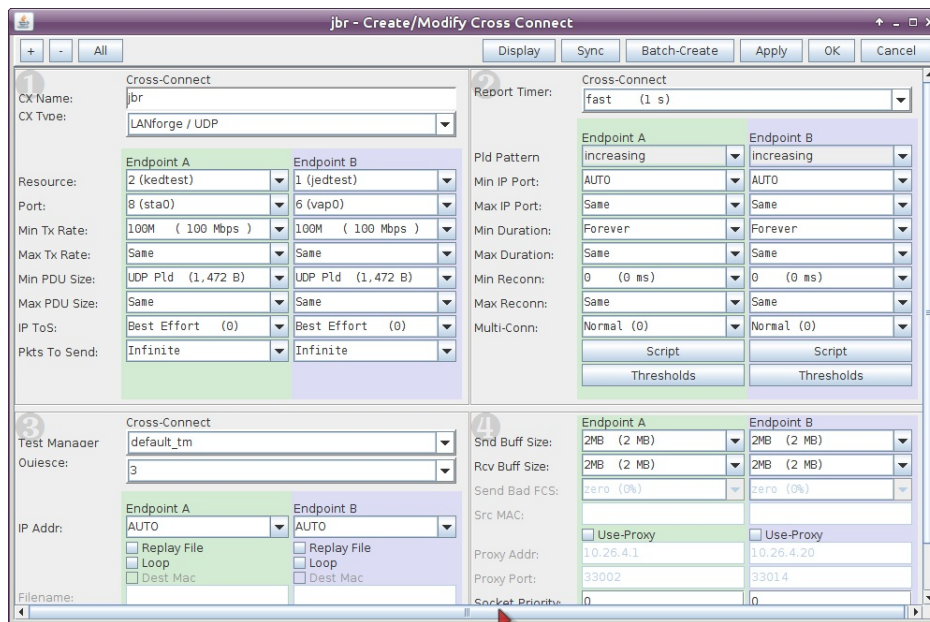 jbr - Create/Modify Cross Connect
+ - All Display Sync Batch-Create Apply OK Cancel
1
Cross-Connect
CX Name: jbr
CX Type: LANforge / UDP
Endpoint A Endpoint B
Resource: 2 (kedtest) 1 (jedtest)
Port: 8 (sta0) 6 (vap0)
Min Tx Rate: 100M ( 100 Mbps ) 100M ( 100 Mbps )
Max Tx Rate: Same Same
Min PDU Size: UDP Pld (1,472 B) UDP Pld (1,472 B)
Max PDU Size: Same Same
IP ToS: Best Effort (0) Best Effort (0)
Pkts To Send: Infinite Infinite
2
Cross-Connect
Report Timer: fast (1 s)
Endpoint A Endpoint B
Pld Pattern increasing increasing
Min IP Port: AUTO AUTO
Max IP Port: Same Same
Min Duration: Forever Forever
Max Duration: Same Same
Min Reconn: 0 (0 ms) 0 (0 ms)
Max Reconn: Same Same
Multi-Conn: Normal (0) Normal (0)
Script Script
Thresholds Thresholds
3
Cross-Connect
Test Manager default_tm
Quiesce: 3
Endpoint A Endpoint B
IP Addr: AUTO AUTO
Replay File Replay File
Loop Loop
Dest Mac Dest Mac
Filename:
4
Endpoint A Endpoint B
Snd Buff Size: 2MB (2 MB) 2MB (2 MB)
Rcv Buff Size: 2MB (2 MB) 2MB (2 MB)
Send Bad FCS: zero (0%) zero (0%)
Src MAC:
Use-Proxy Use-Proxy
Proxy Addr: 10.26.4.1 10.26.4.20
Proxy Port: 33002 33014
Socket Priority: 0 0